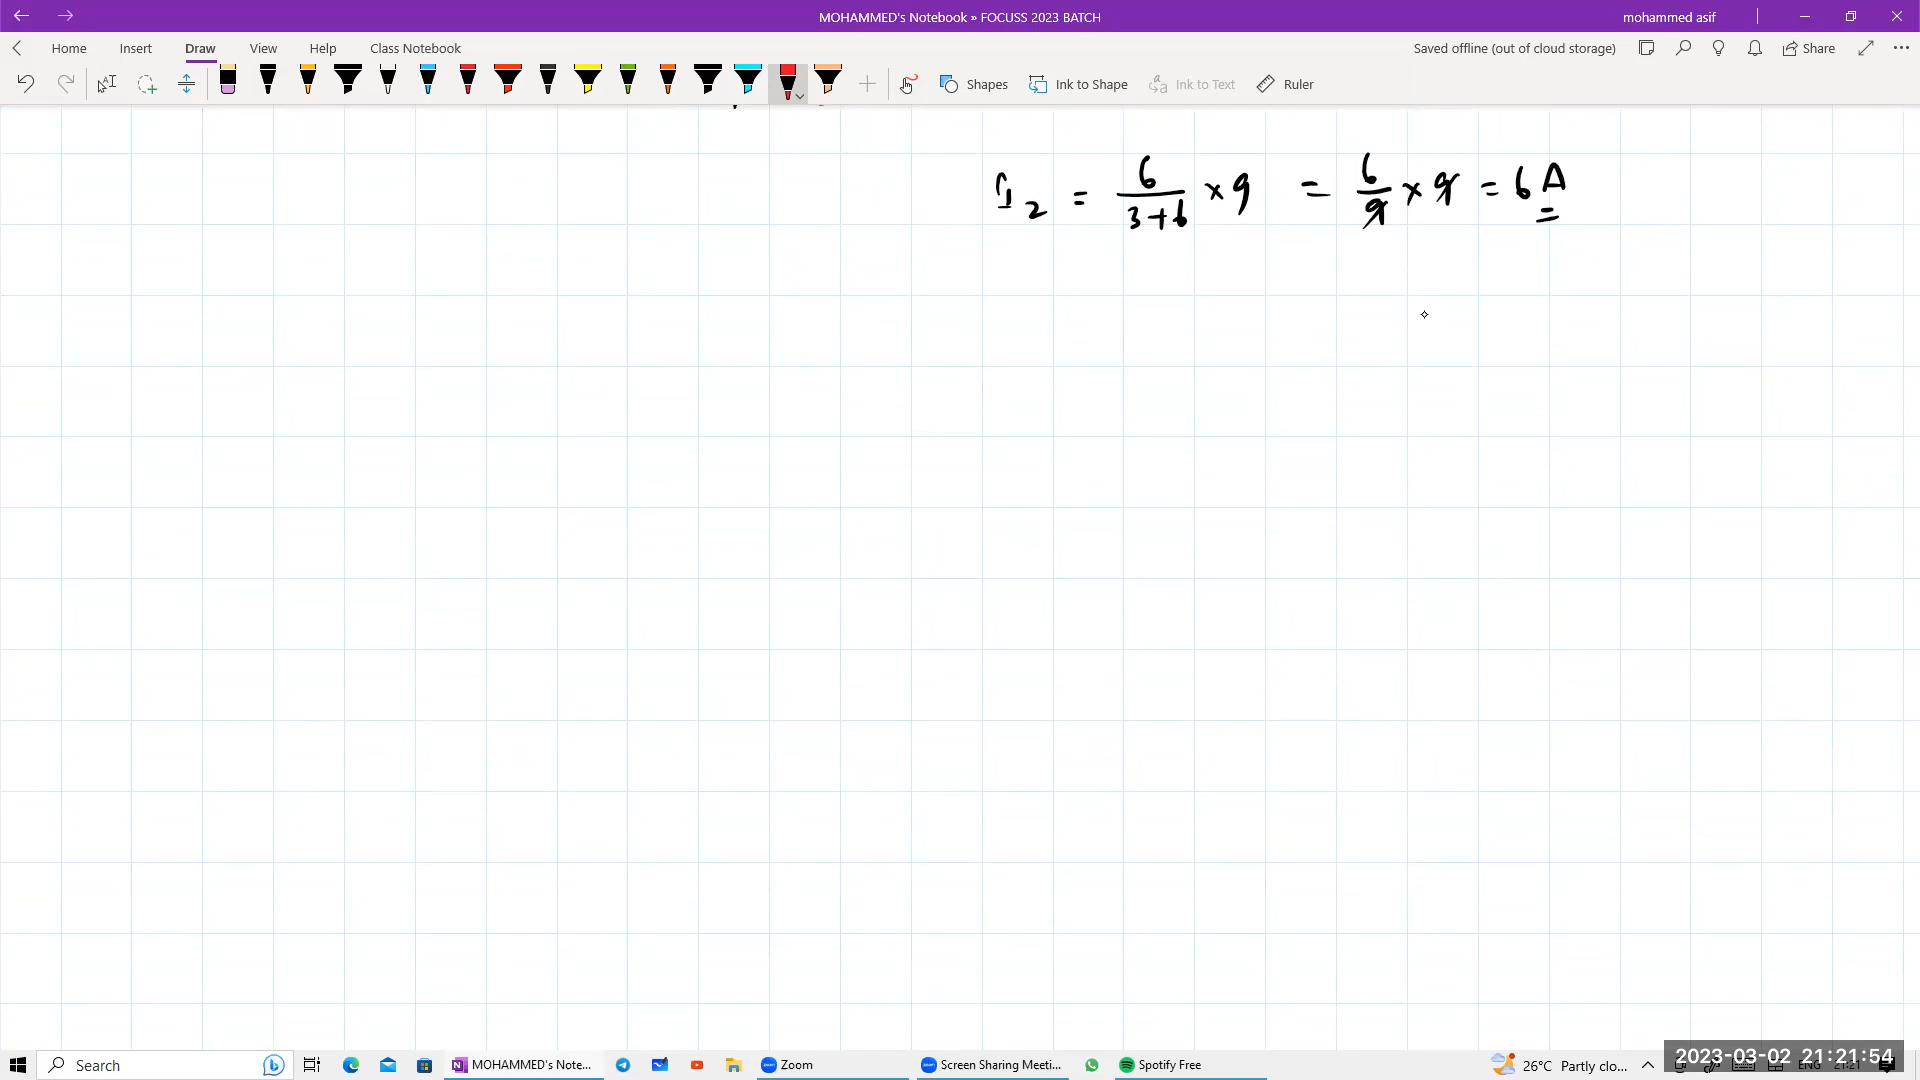 MOHAMMED's Notebook » FOCUSS 2023 BATCH
mohammed asif
Home Insert Draw View Help Class Notebook
Saved offline (out of cloud storage)
Share
Shapes
Ink to Shape
Ink to Text
Ruler
I2 = 6/(3+6) × 9 = 6/9 × 9 = 6A
Search
MOHAMMED's Note...
Zoom
Screen Sharing Meeti...
Spotify Free
26°C Partly clo...
2023-03-02 21:21:54